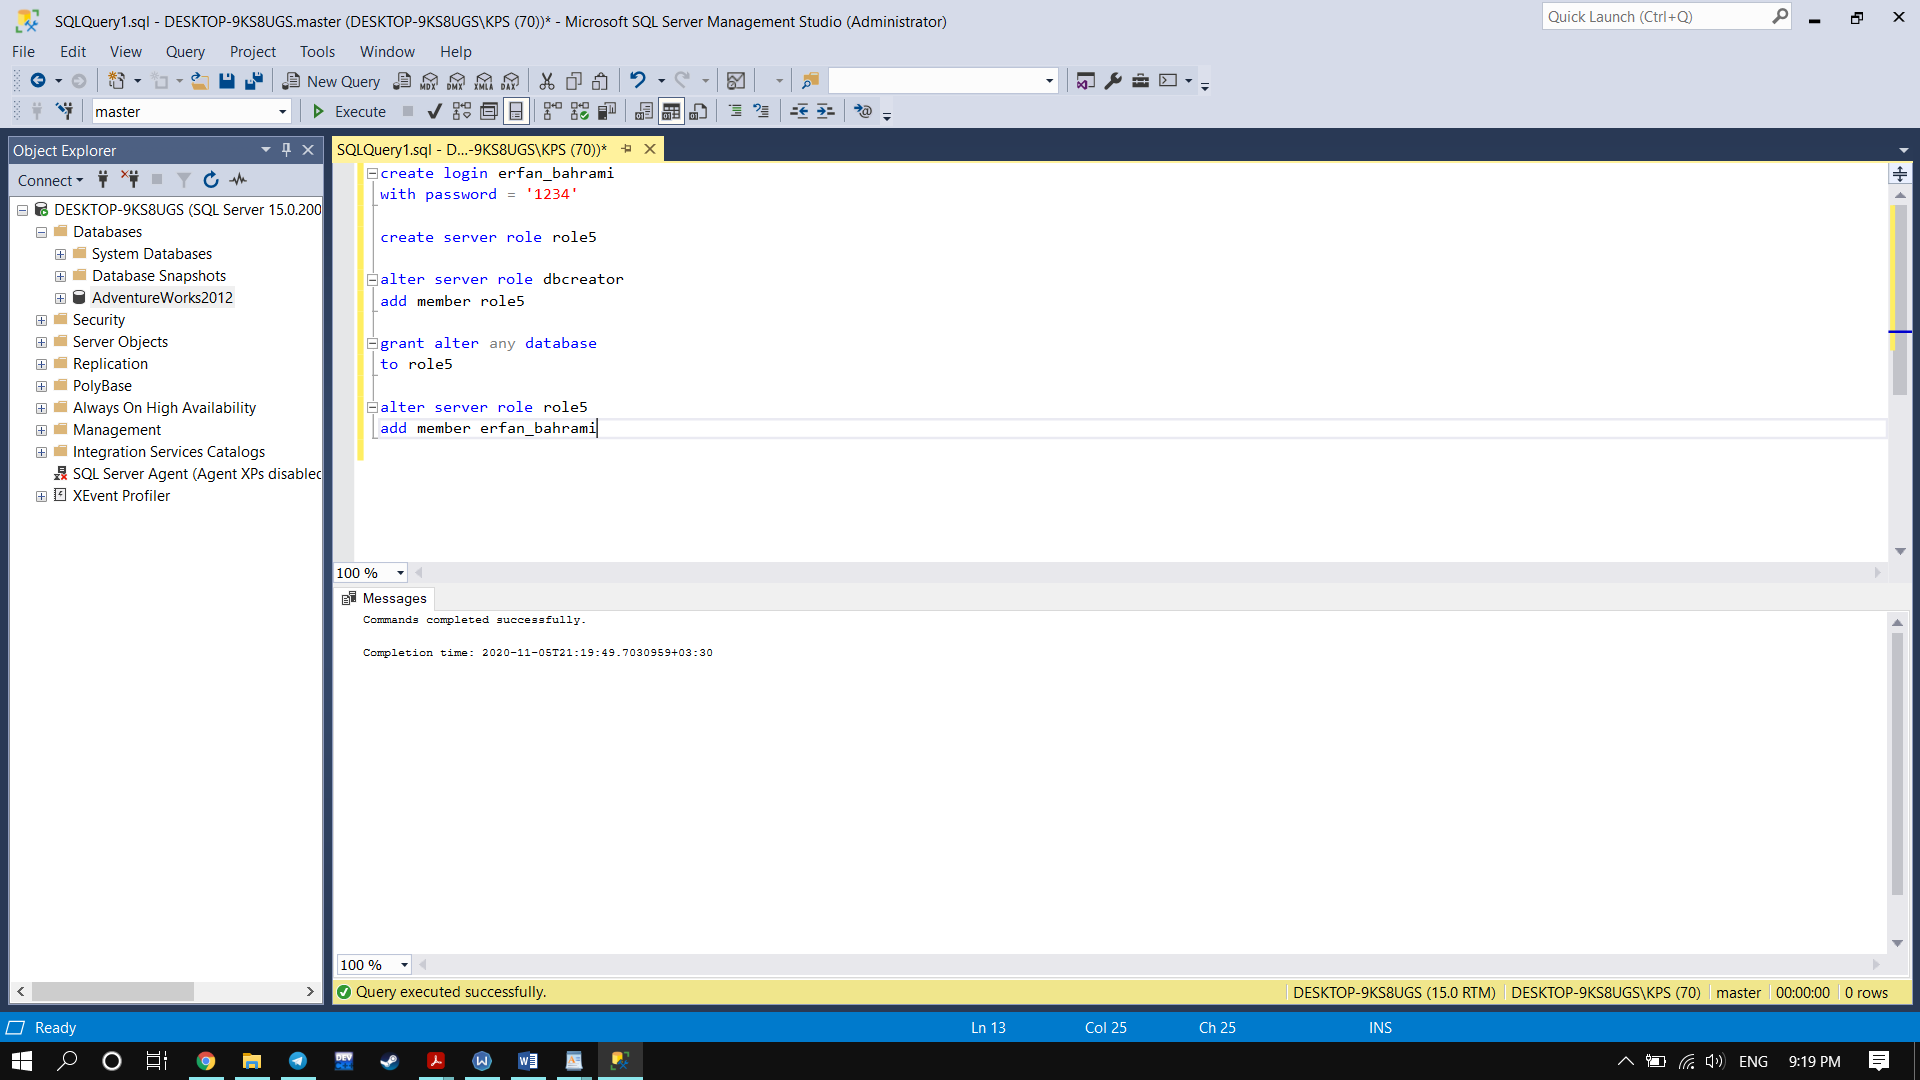 SQLQuery1.sql - DESKTOP-9KS8UGS.master (DESKTOP-9KS8UGS\KPS (70))* - Microsoft SQL Server Management Studio (Administrator)
Quick Launch (Ctrl+Q)
File Edit View Query Project Tools Window Help
New Query MDX DMX XMLA DAX
master Execute
Object Explorer
SQLQuery1.sql - D...-9KS8UGS\KPS (70))*
Connect
DESKTOP-9KS8UGS (SQL Server 15.0.200
Databases
System Databases
Database Snapshots
AdventureWorks2012
Security
Server Objects
Replication
PolyBase
Always On High Availability
Management
Integration Services Catalogs
SQL Server Agent (Agent XPs disabled
XEvent Profiler
create login erfan_bahrami
with password = '1234'
create server role role5
alter server role dbcreator
add member role5
grant alter any database
to role5
alter server role role5
add member erfan_bahrami
100 %
Messages
Commands completed successfully.
Completion time: 2020-11-05T21:19:49.7030959+03:30
100 %
Query executed successfully.
DESKTOP-9KS8UGS (15.0 RTM) DESKTOP-9KS8UGS\KPS (70) master 00:00:00 0 rows
Ready Ln 13 Col 25 Ch 25 INS
DEV C++
ENG 9:19 PM